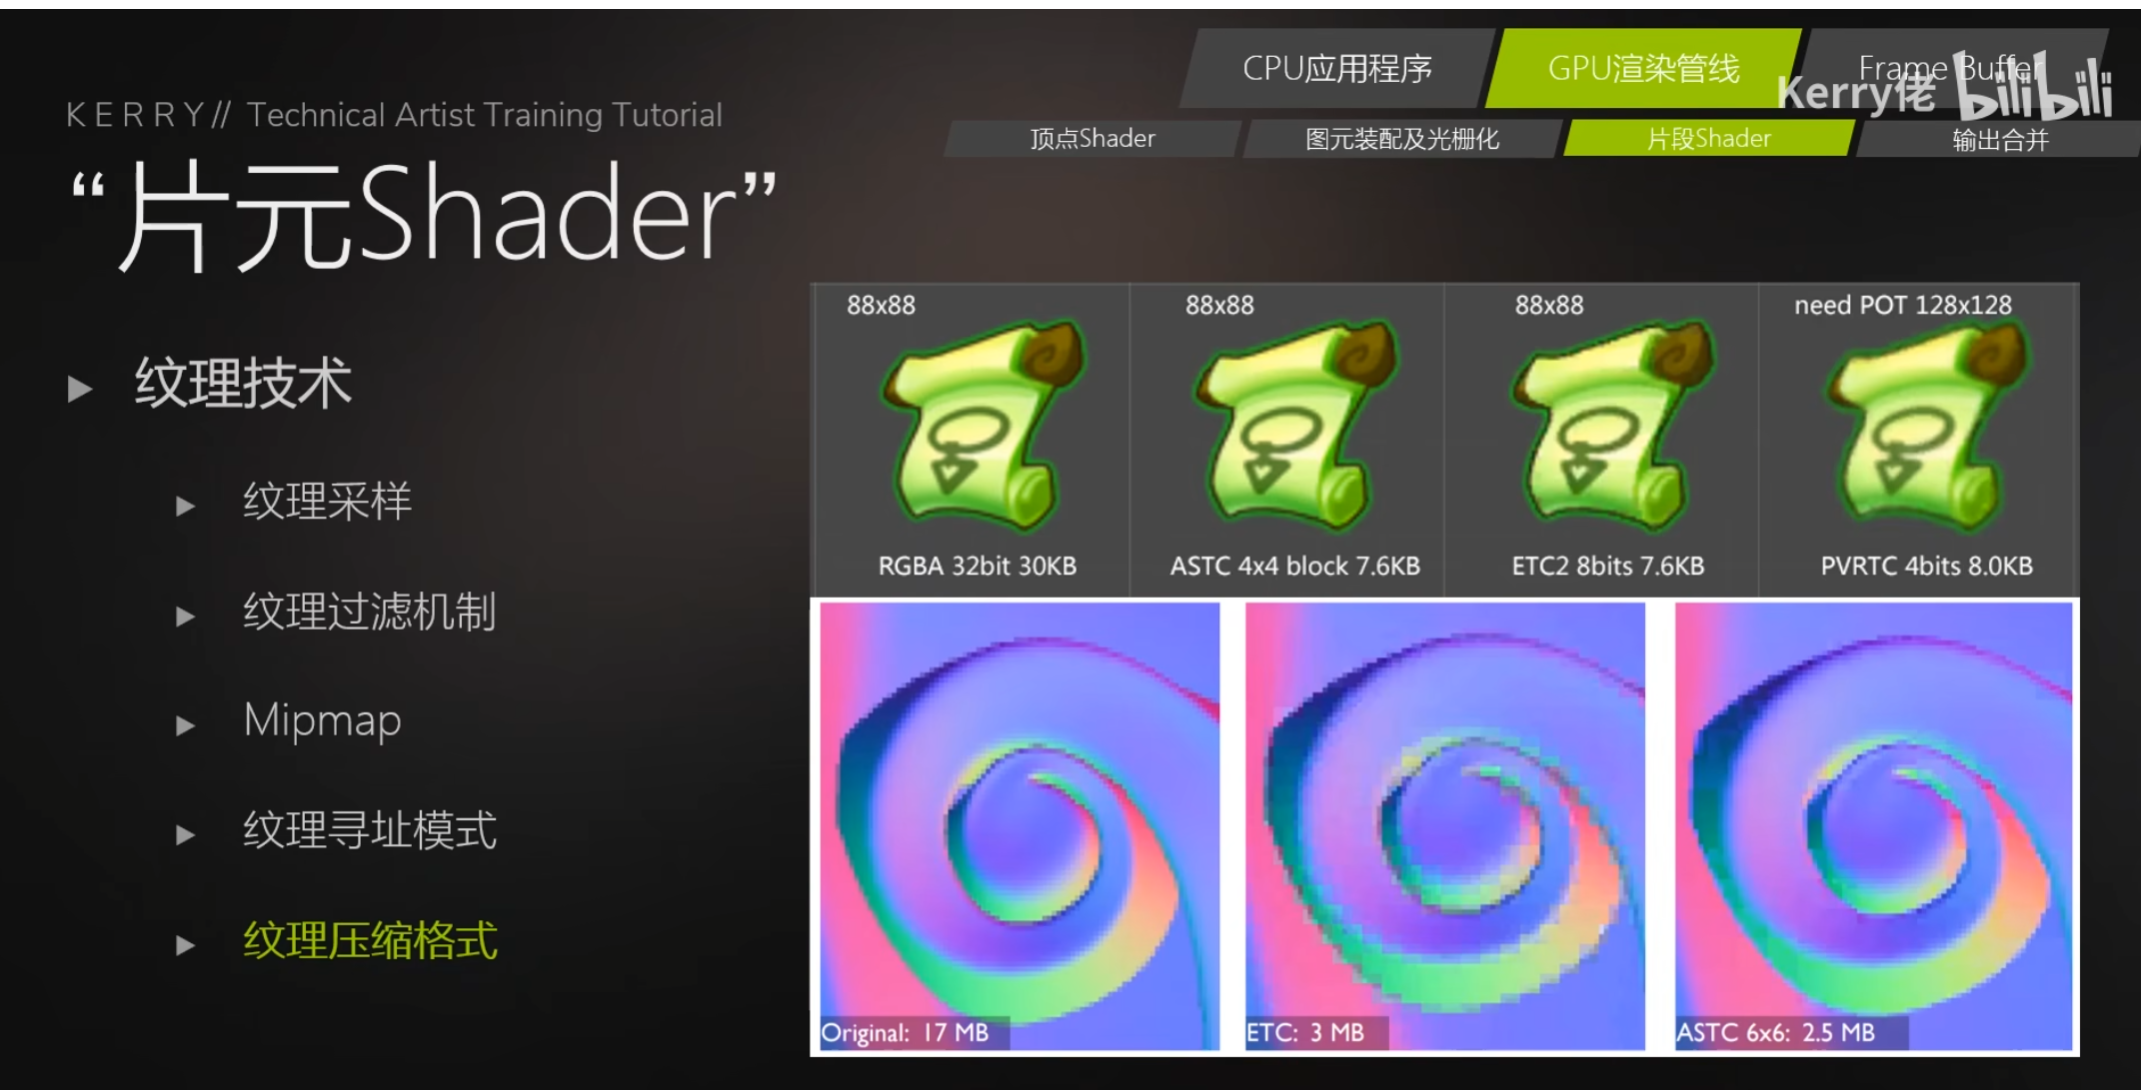 CPU应用程序
GPU渲染管线
Frame Buffer
Kerry佬 bilibili
KERRY// Technical Artist Training Tutorial
顶点Shader
图元装配及光栅化
片段Shader
输出合并
“片元Shader”
纹理技术
纹理采样
纹理过滤机制
Mipmap
纹理寻址模式
纹理压缩格式
88x88
88x88
88x88
need POT 128x128
RGBA 32bit 30KB
ASTC 4x4 block 7.6KB
ETC2 8bits 7.6KB
PVRTC 4bits 8.0KB
Original: 17 MB
ETC: 3 MB
ASTC 6x6: 2.5 MB